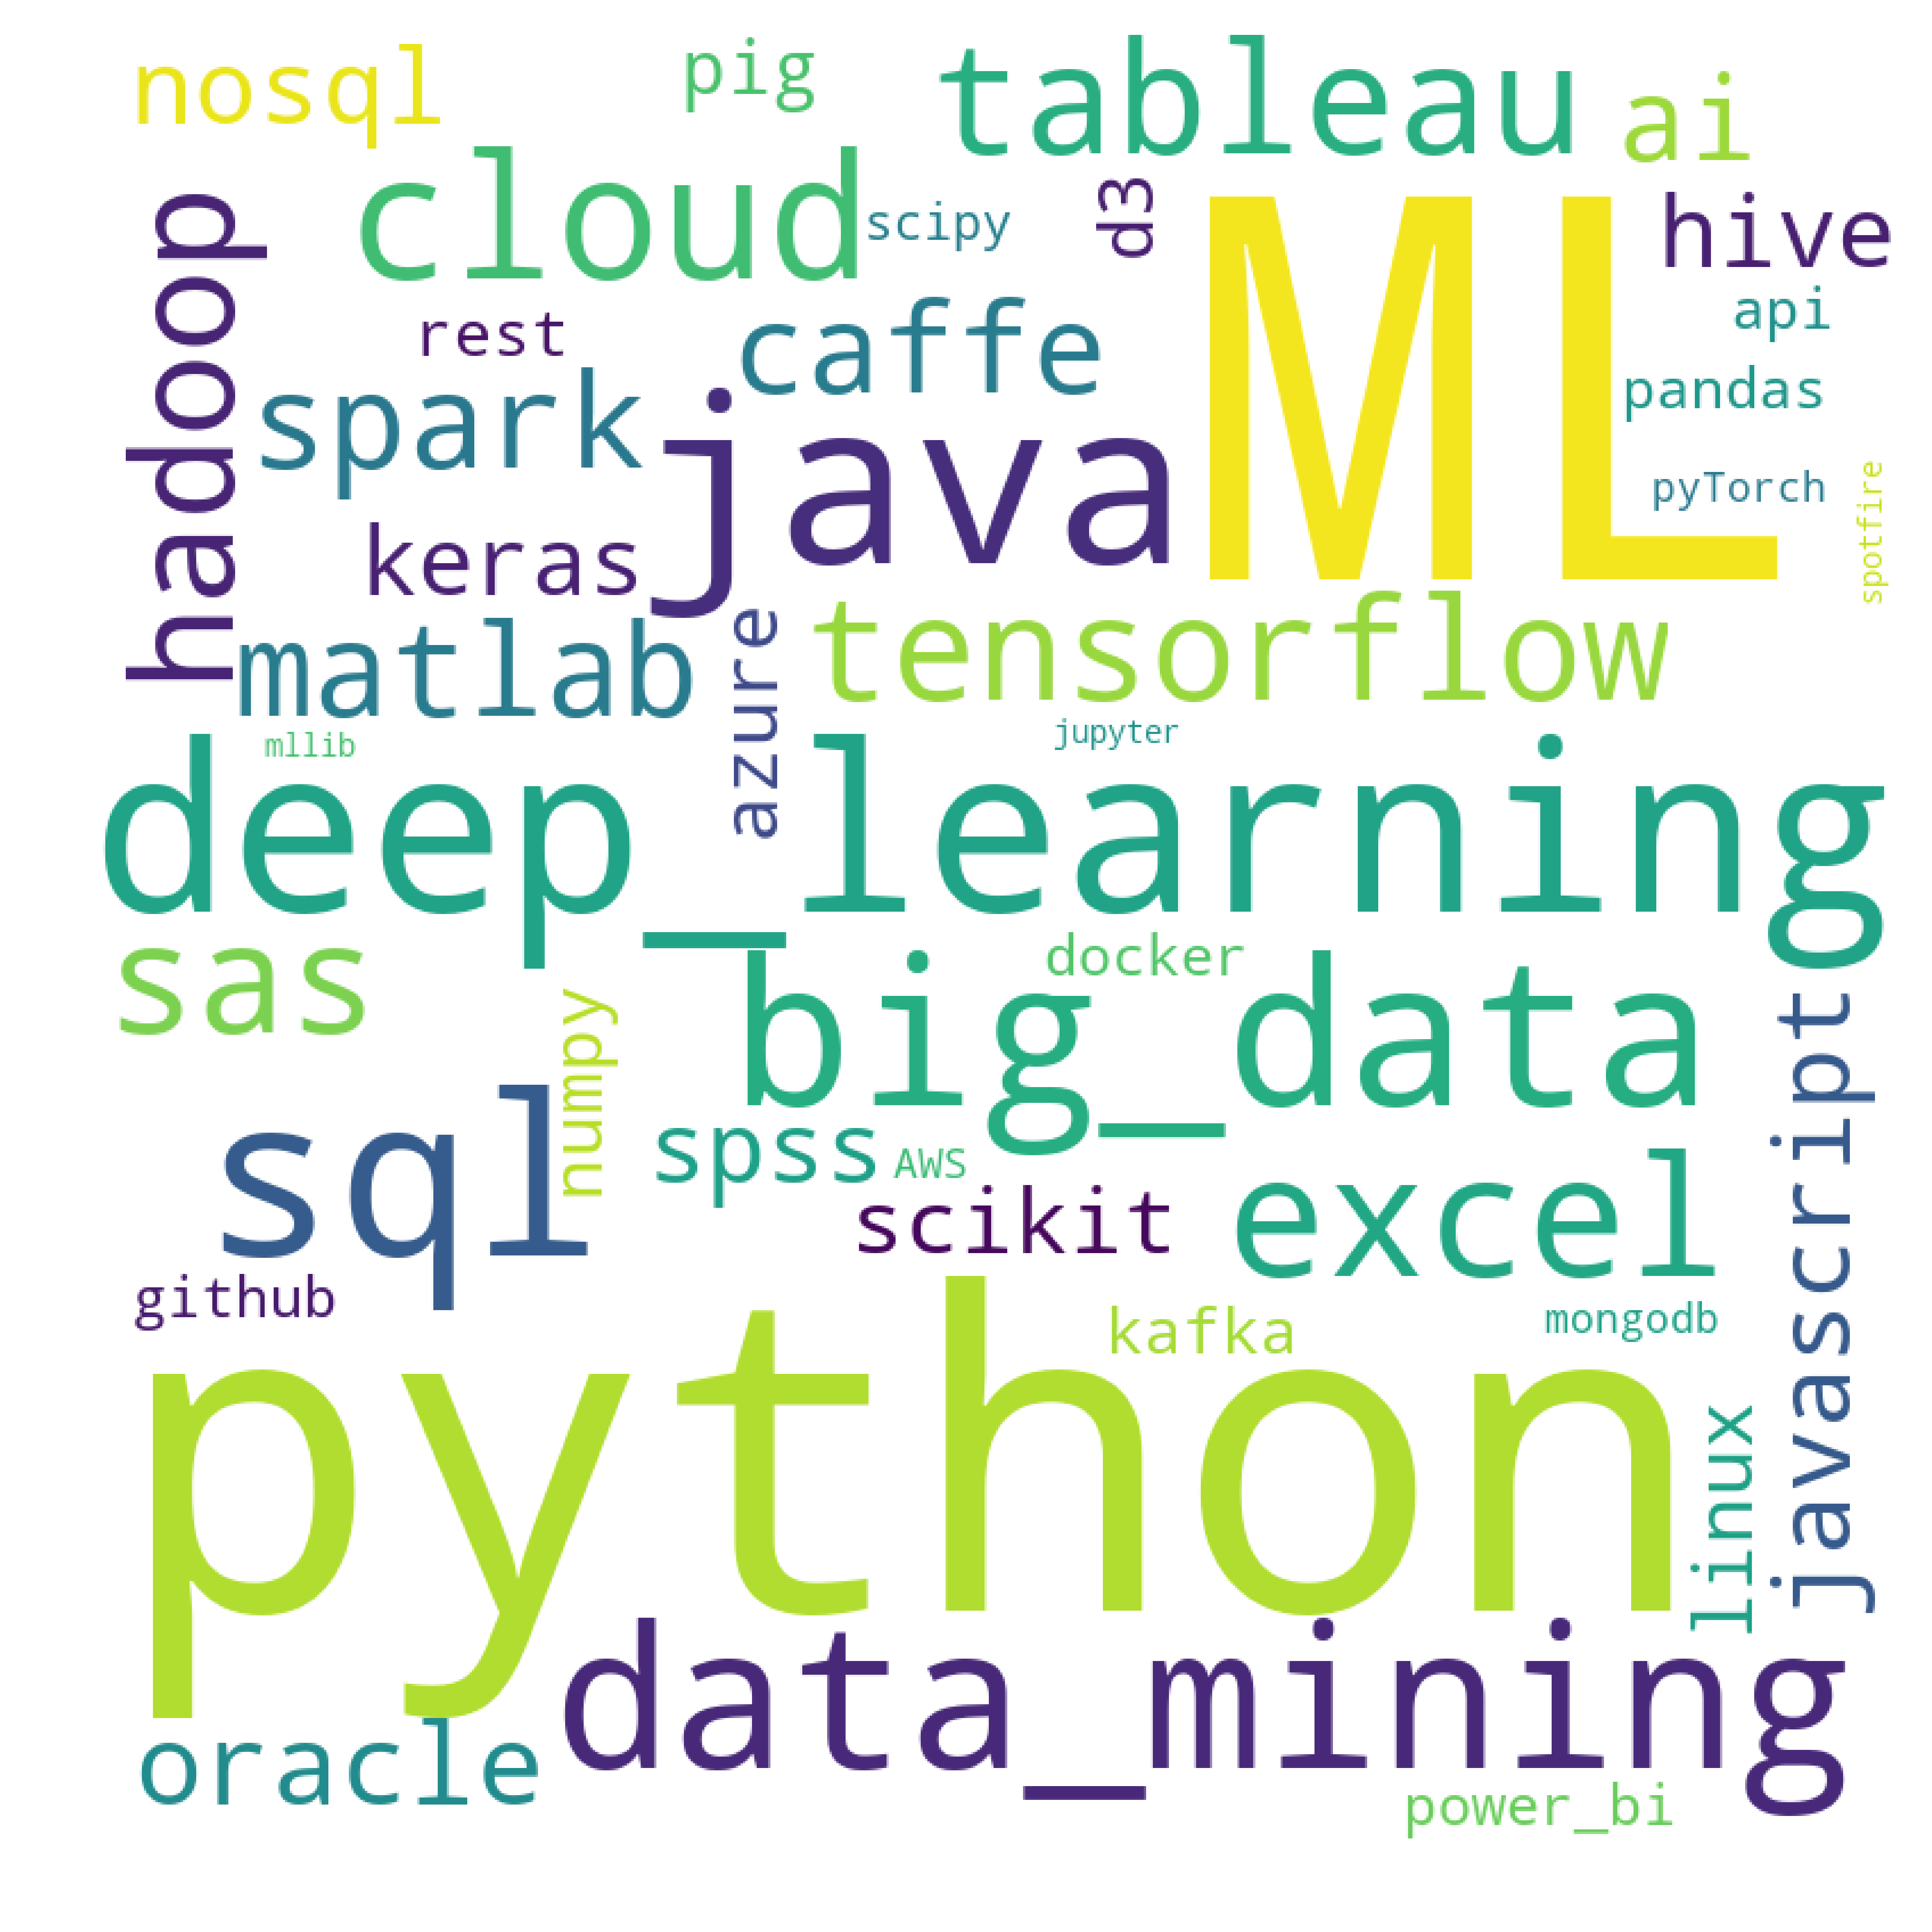 nosql
pig
tableau
ai
cloud
scipy
d3
hive
hadoop
ML
api
rest
caffe
spark
java
pandas
pyTorch
spotfire
keras
matlab
azure
tensorflow
mllib
jupyter
deep_learning
sas
docker
numpy
big_data
javascript
sql
spss
AWS
scikit
excel
github
kafka
mongodb
python
linux
data_mining
oracle
power_bi